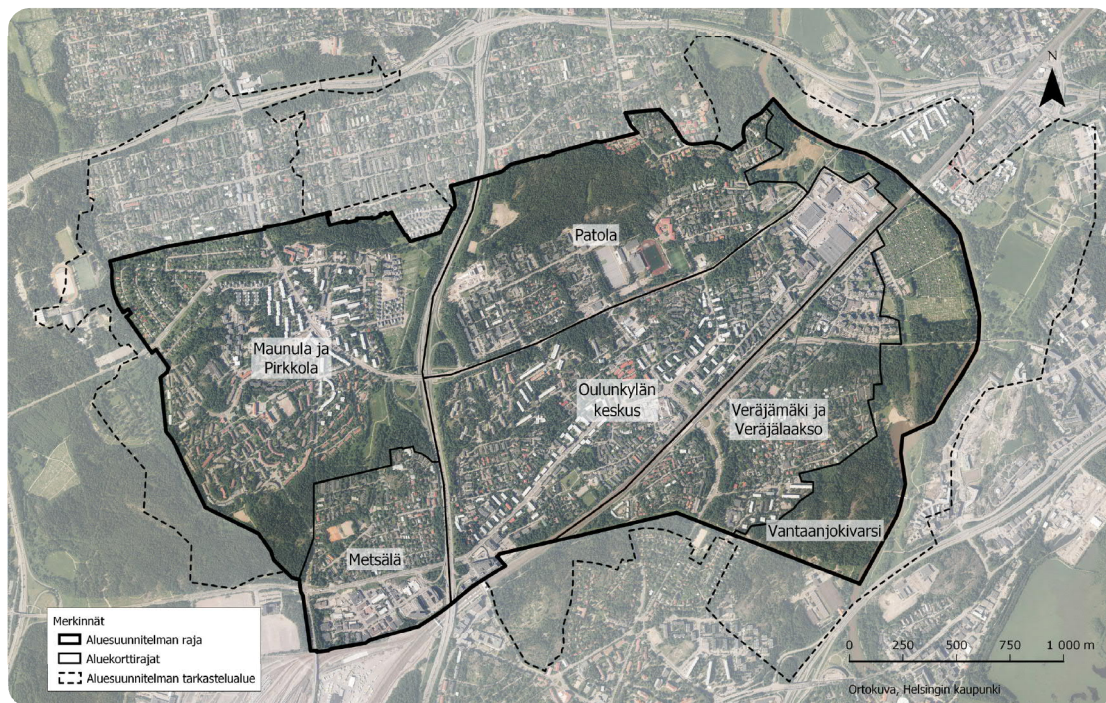 N
Patola
Maunula ja
Pirkkola
Oulunkylän
keskus
Veräjämäki ja
Veräjälaakso
Vantaanjokivarsi
Metsälä
Merkinnät
Aluesuunnitelman raja
Aluekorttirajat
Aluesuunnitelman tarkastelualue
0 250 500 750 1 000 m
Ortokuva, Helsingin kaupunki